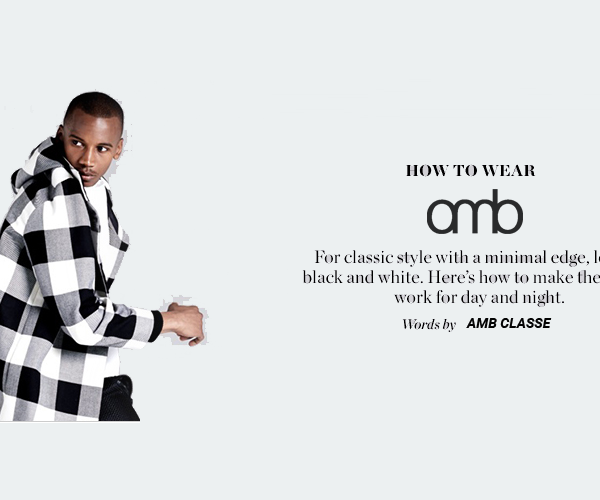 HOW TO WEAR
amb
For classic style with a minimal edge,
black and white. Here's how to make the
work for day and night.
Words by AMB CLASSE